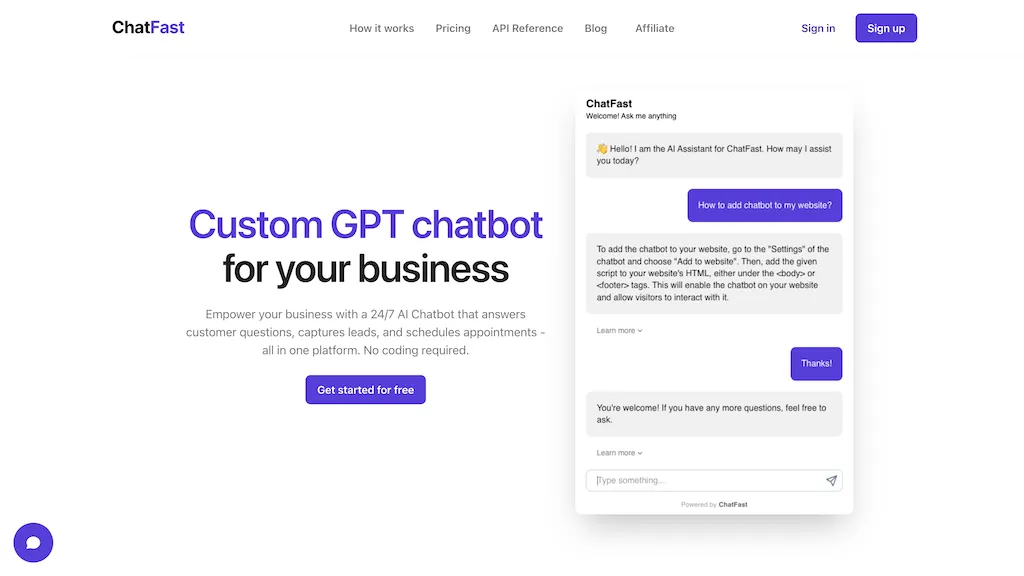 ChatFast
How it works
Pricing
API Reference
Blog
Affiliate
Sign in
Sign up
Custom GPT chatbot
for your business
Empower your business with a 24/7 AI Chatbot that answers
customer questions, captures leads, and schedules appointments -
all in one platform. No coding required.
Get started for free
ChatFast
Welcome! Ask me anything
👋 Hello! I am the AI Assistant for ChatFast. How may I assist
you today?
How to add chatbot to my website?
To add the chatbot to your website, go to the "Settings" of the
chatbot and choose "Add to website". Then, add the given
script to your website's HTML, either under the <body> or
<footer> tags. This will enable the chatbot on your website
and allow visitors to interact with it.
Learn more
Thanks!
You're welcome! If you have any more questions, feel free to
ask.
Learn more
Type something...
Powered by ChatFast